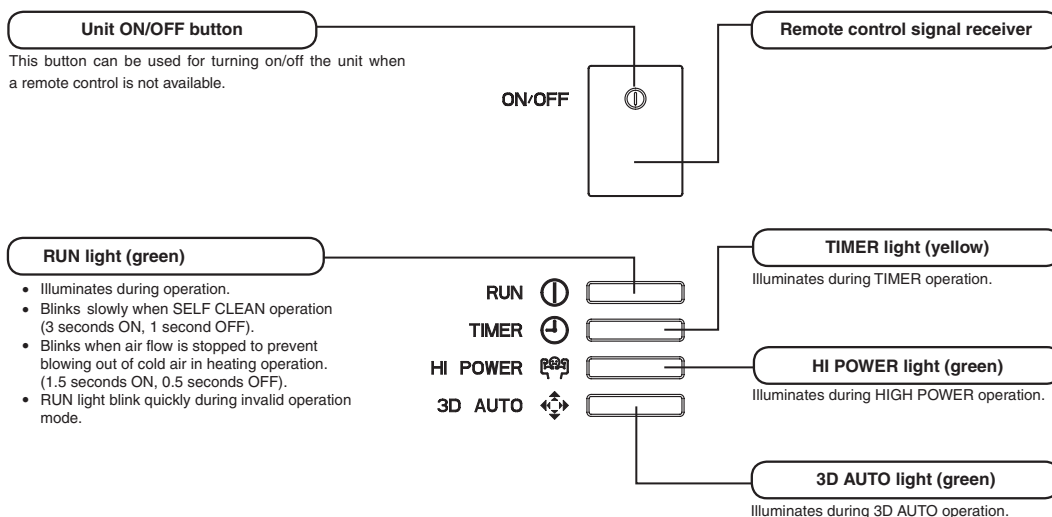 Unit ON/OFF button
This button can be used for turning on/off the unit when
a remote control is not available.
Remote control signal receiver
ON/OFF
RUN light (green)
• Illuminates during operation.
• Blinks slowly when SELF CLEAN operation
(3 seconds ON, 1 second OFF).
• Blinks when air flow is stopped to prevent
blowing out of cold air in heating operation.
(1.5 seconds ON, 0.5 seconds OFF).
• RUN light blink quickly during invalid operation
mode.
RUN
TIMER
HI POWER
3D AUTO
TIMER light (yellow)
Illuminates during TIMER operation.
HI POWER light (green)
Illuminates during HIGH POWER operation.
3D AUTO light (green)
Illuminates during 3D AUTO operation.